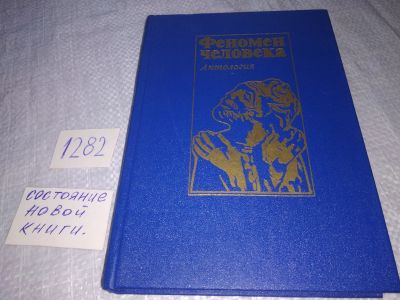 Феномен
человека
Антология
1282
состояние
новой
книги.